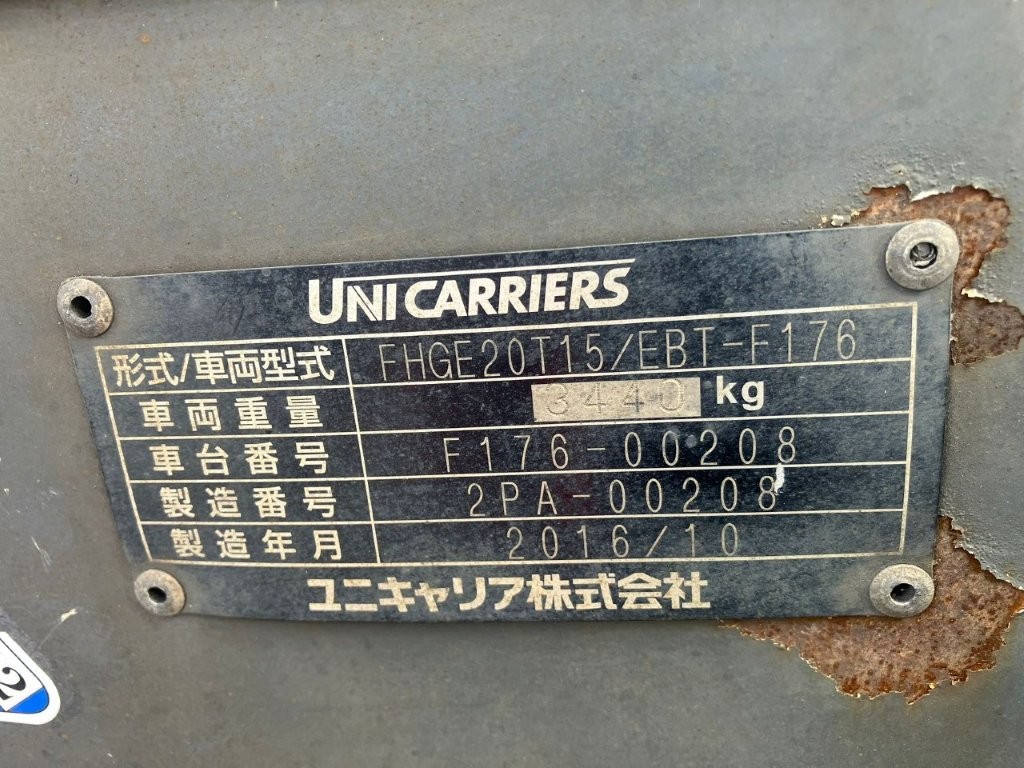 UNICARRIERS
形式/車両型式 FHGE20T15/EBT-F176
車両重量 3440 kg
車台番号 F176-00208
製造番号 2PA-00208
製造年月 2016/10
ユニキャリア株式会社
2